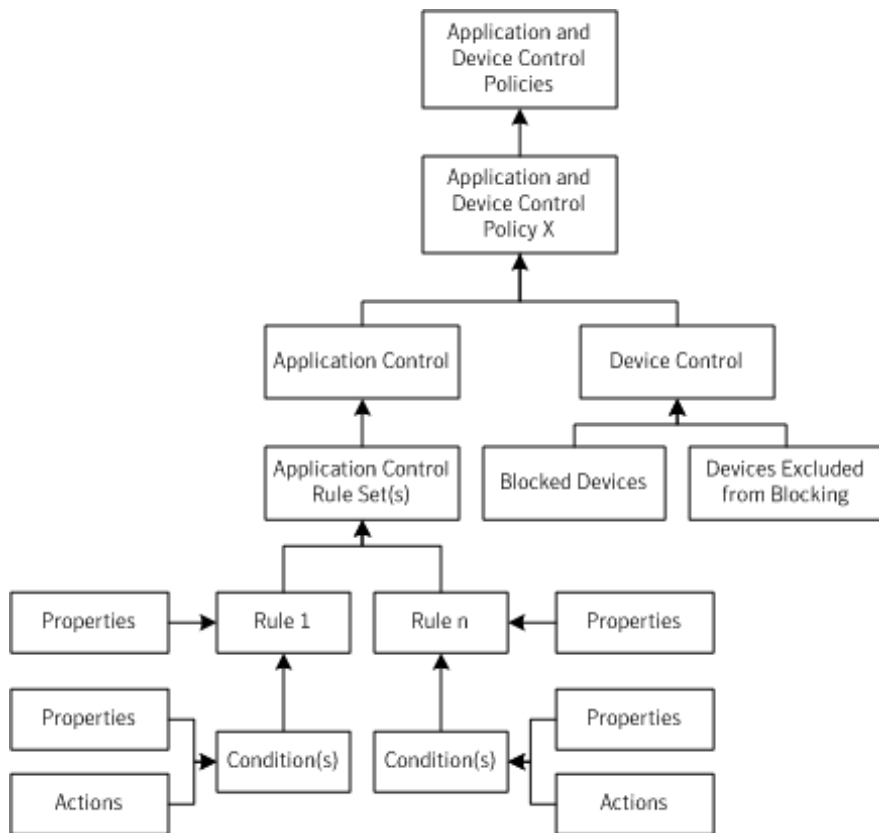 Application and
Device Control
Policies
Application and
Device Control
Policy X
Application Control
Device Control
Application Control
Rule Set(s)
Blocked Devices
Devices Excluded
from Blocking
Properties
Rule 1
Rule n
Properties
Properties
Condition(s)
Condition(s)
Properties
Actions
Actions